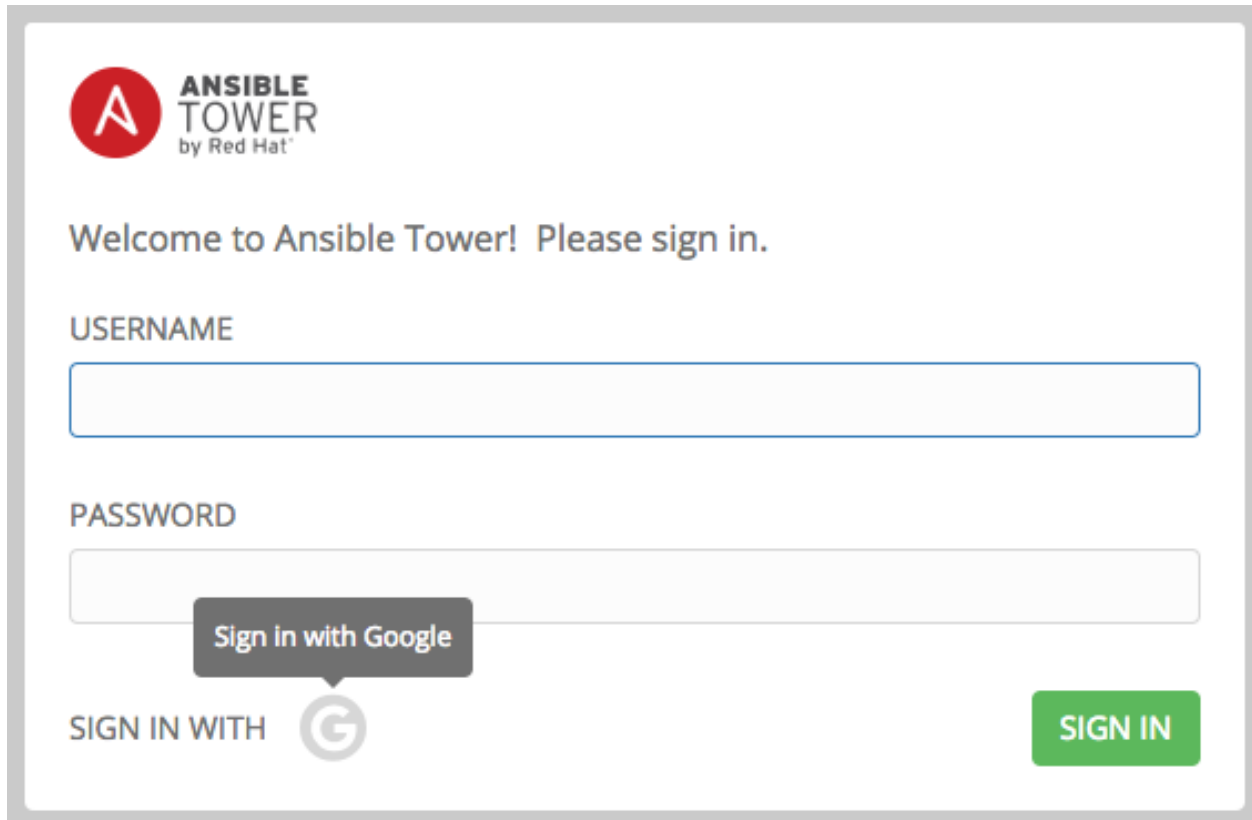 ANSIBLE
TOWER
by Red Hat
Welcome to Ansible Tower! Please sign in.
USERNAME
PASSWORD
Sign in with Google
SIGN IN WITH G
SIGN IN